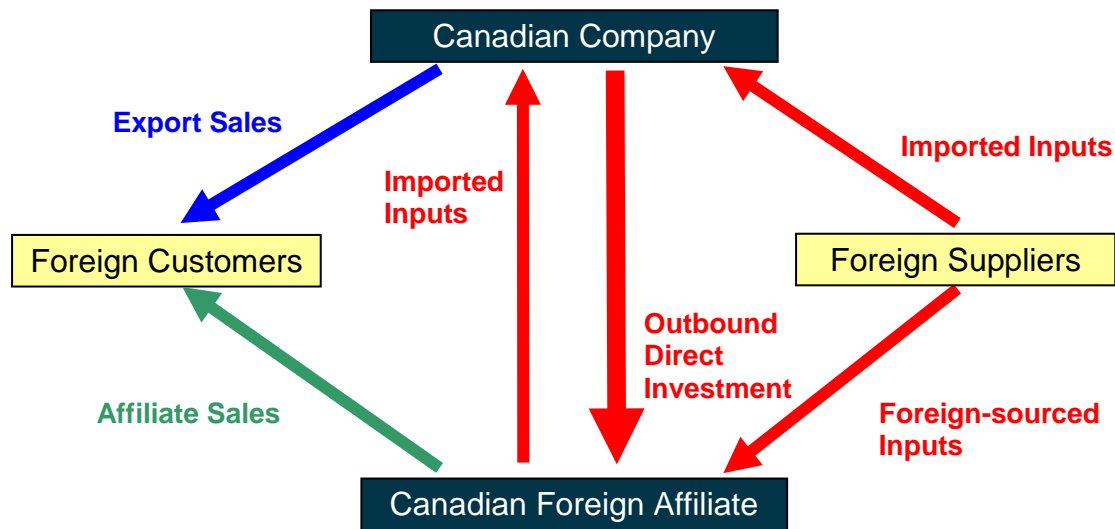 Canadian Company
Export Sales
Imported Inputs
Imported
Inputs
Foreign Customers
Foreign Suppliers
Outbound
Direct
Investment
Affiliate Sales
Foreign-sourced
Inputs
Canadian Foreign Affiliate